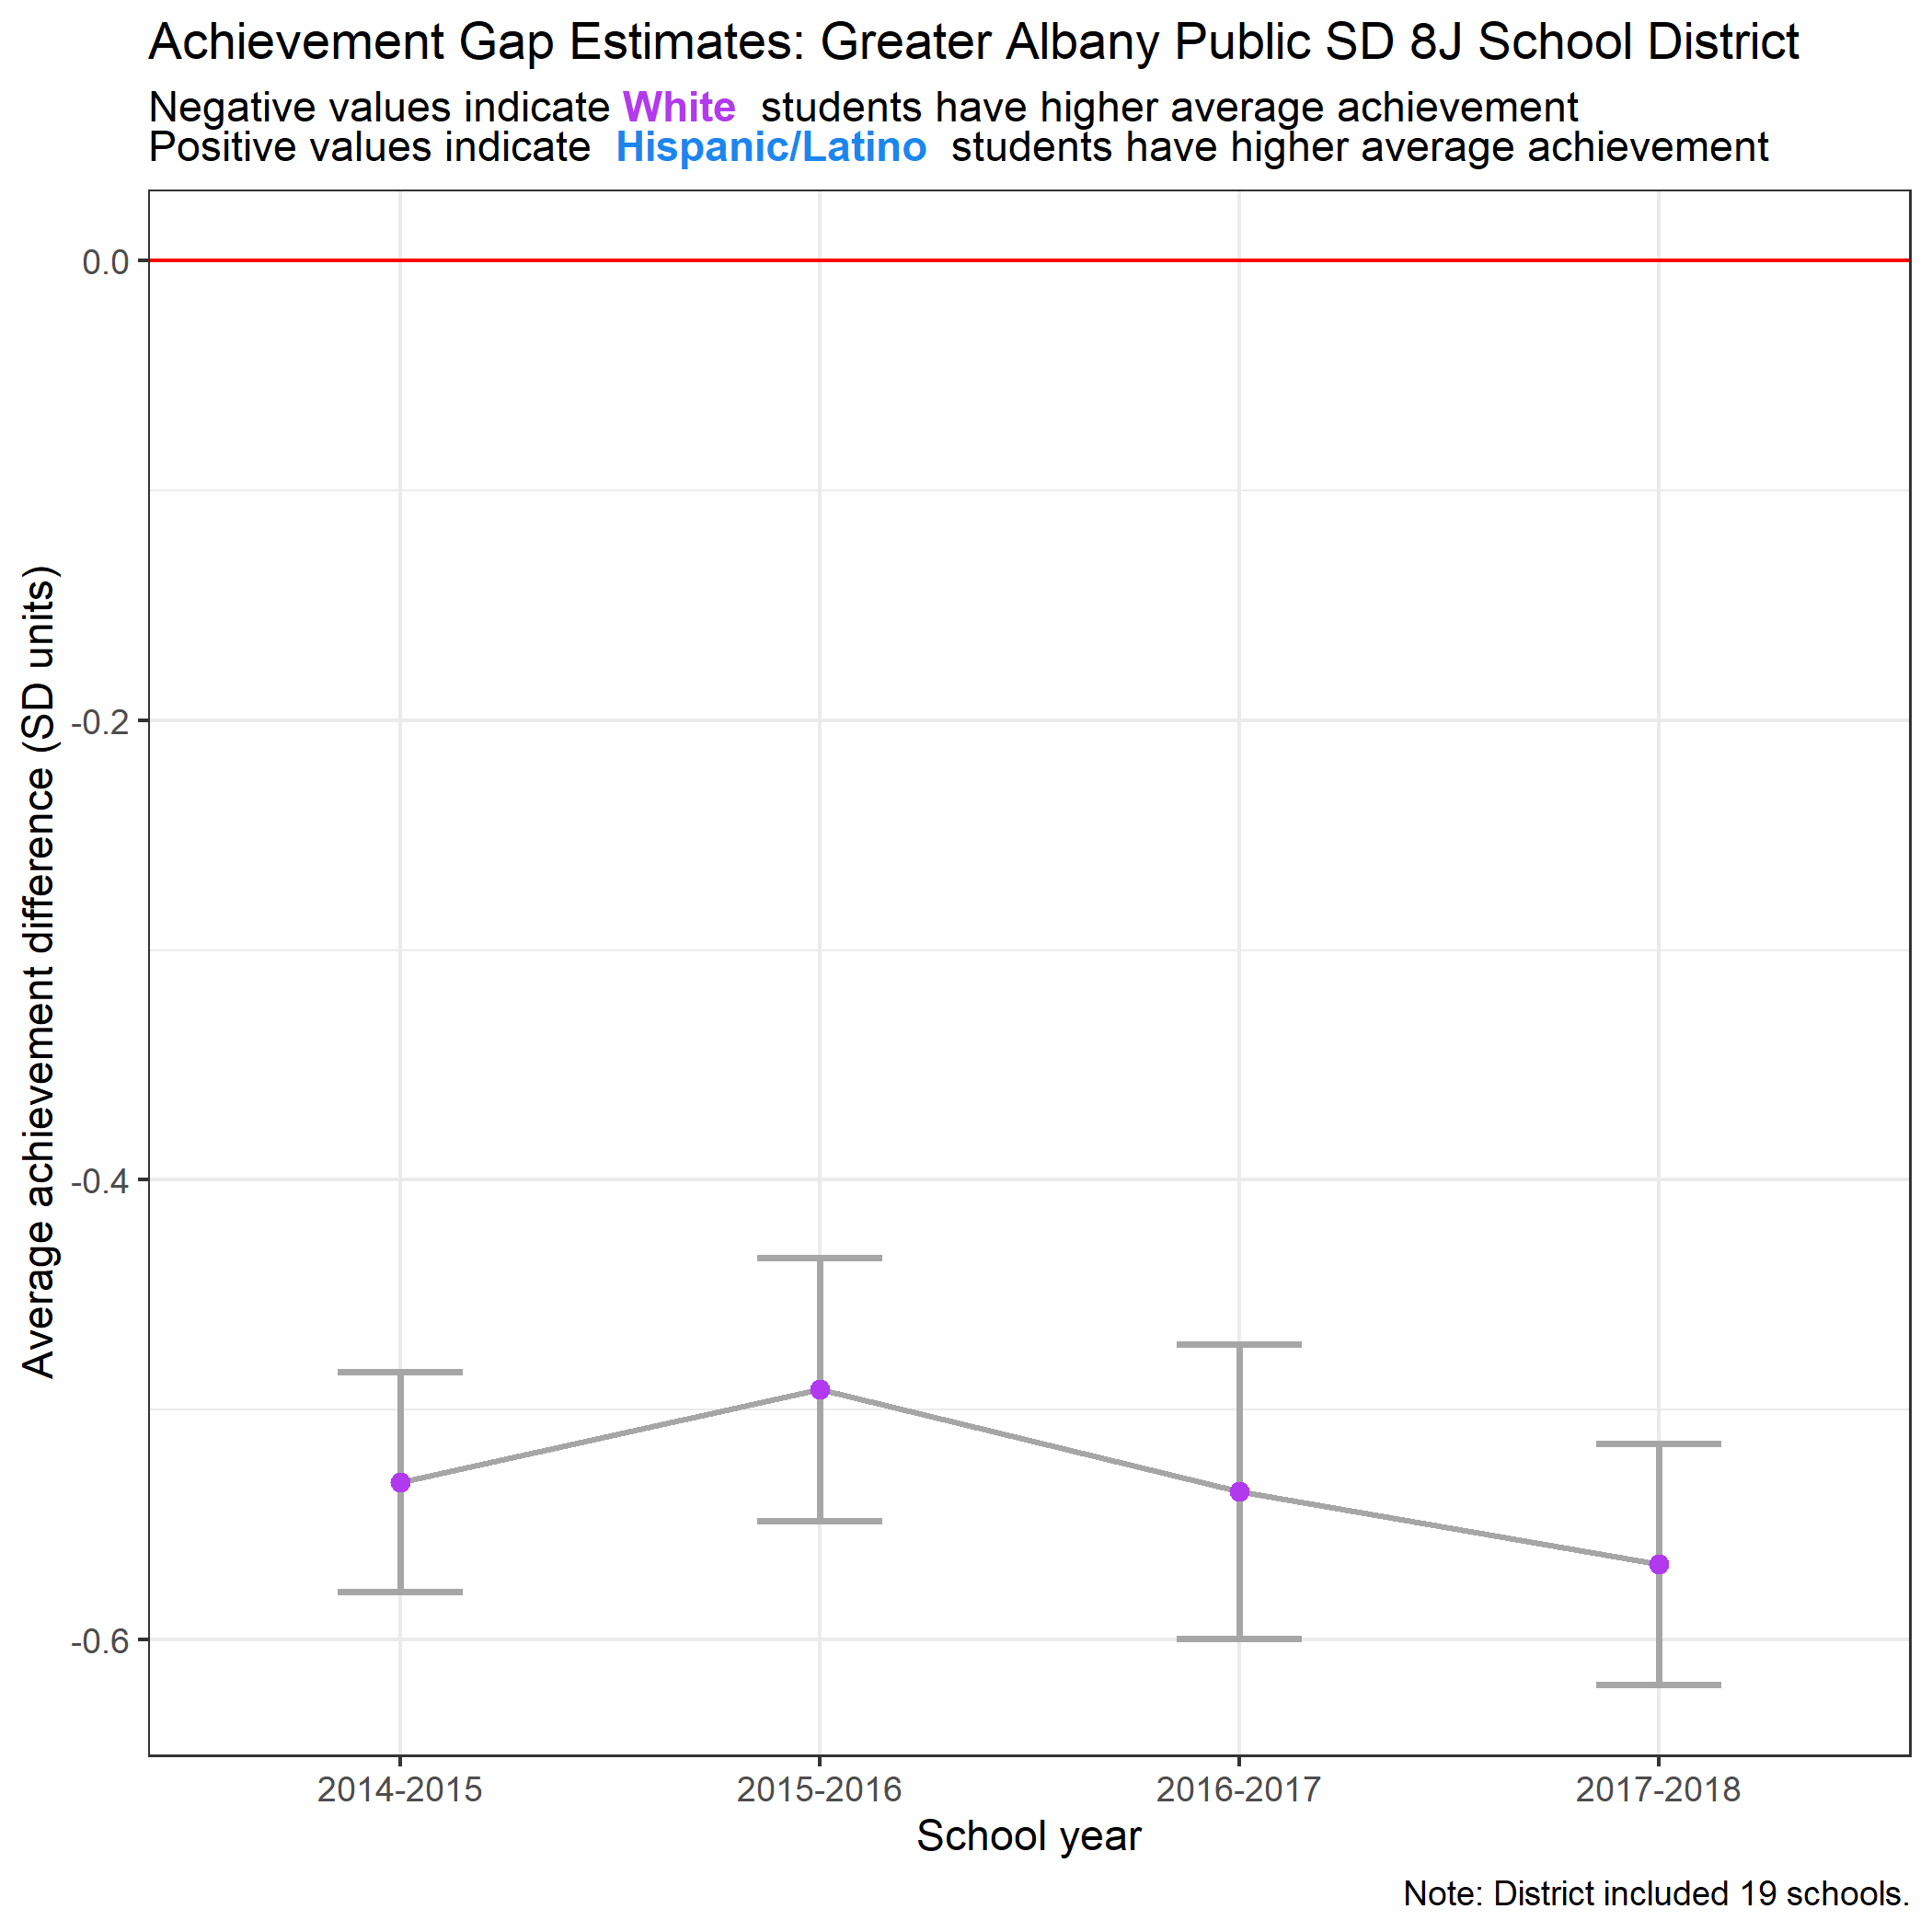 Achievement Gap Estimates: Greater Albany Public SD 8J School District
Negative values indicate White students have higher average achievement
Positive values indicate Hispanic/Latino students have higher average achievement
Average achievement difference (SD units)
0.0
-0.2
-0.4
-0.6
2014-2015
2015-2016
2016-2017
2017-2018
School year
Note: District included 19 schools.